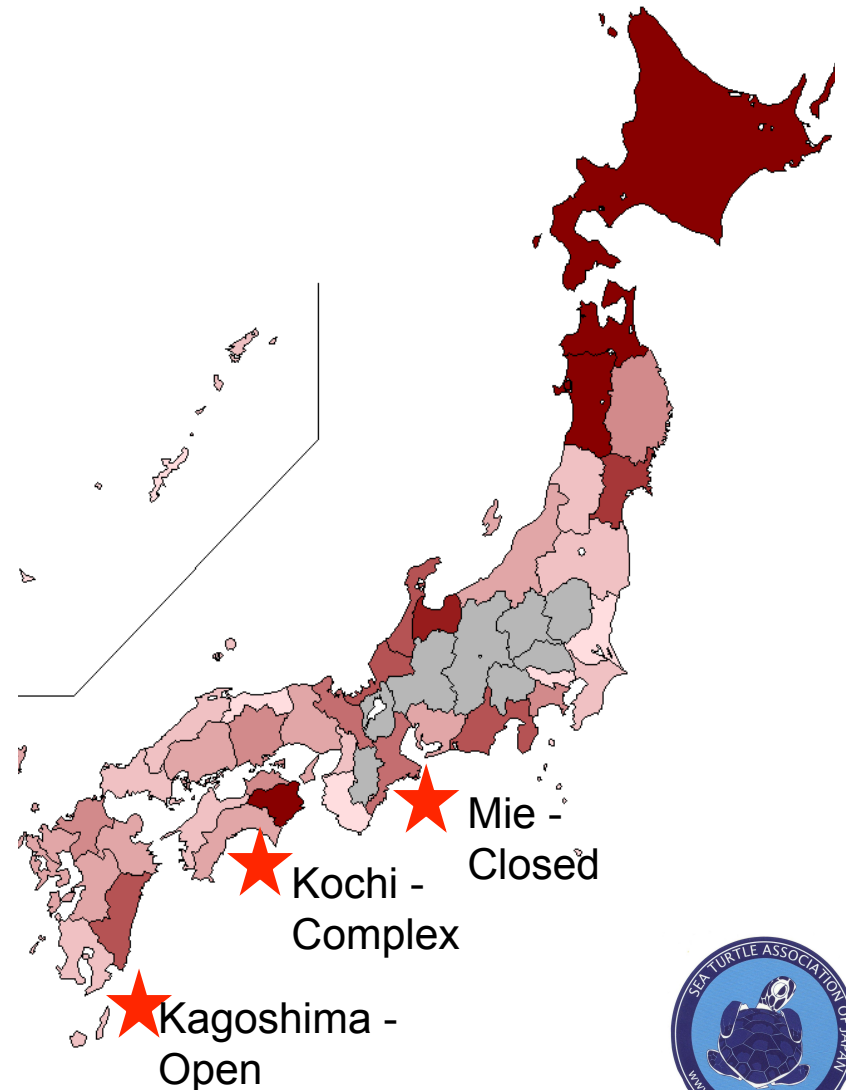 Mie -
Closed
Kochi -
Complex
Kagoshima -
Open
SEA TURTLE ASSOCIATION OF JAPAN